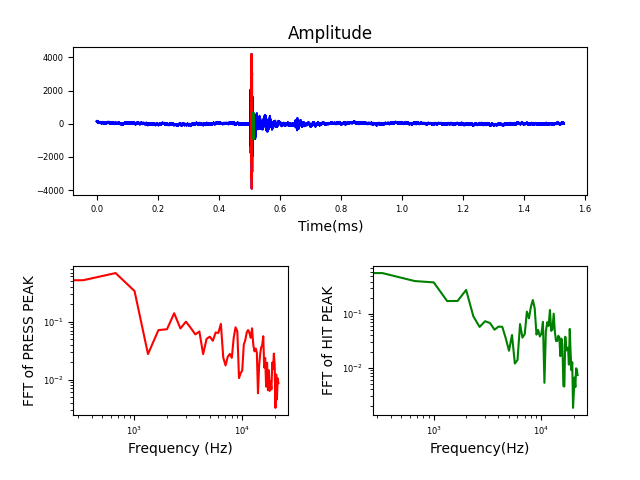 Amplitude
4000
2000
0
−2000
−4000
0.0 0.2 0.4 0.6 0.8 1.0 1.2 1.4 1.6
Time(ms)
FFT of PRESS PEAK
10⁻¹
10⁻²
10³ 10⁴
Frequency (Hz)
FFT of HIT PEAK
10⁻¹
10⁻²
10³ 10⁴
Frequency(Hz)